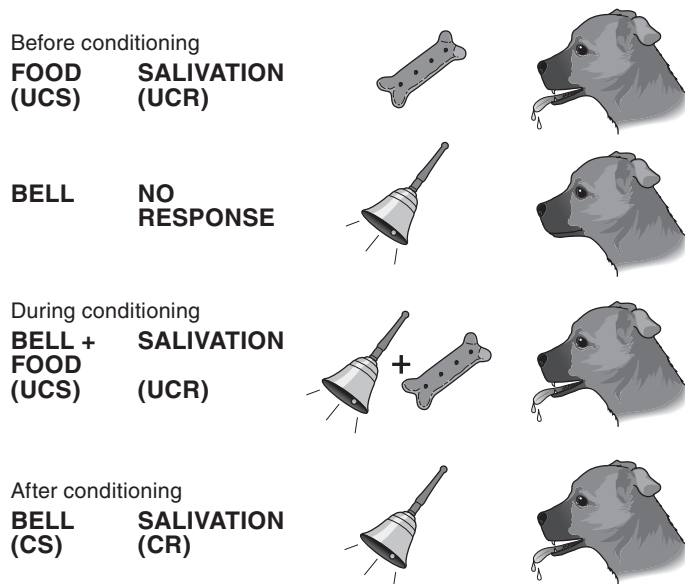 Before conditioning
FOOD SALIVATION
(UCS) (UCR)
BELL NO
RESPONSE
During conditioning
BELL + SALIVATION
FOOD
(UCS) (UCR)
+
After conditioning
BELL SALIVATION
(CS) (CR)